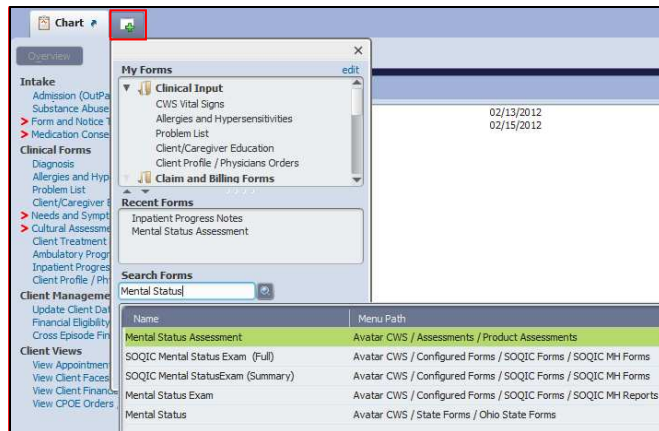 Chart
Overview
Intake
Admission (OutPa
Substance Abuse
Form and Notice T
Medication Conse
Clinical Forms
Diagnosis
Allergies and Hyp
Problem List
Client/Caregiver E
Needs and Sympt
Cultural Assessme
Client Treatment
Ambulatory Progr
Inpatient Progres
Client Profile / Ph
Client Manageme
Update Client Dat
Financial Eligibility
Cross Episode Fin
Client Views
View Appointmen
View Client Faces
View Client Financ
View CPOE Orders
My Forms edit
Clinical Input
CWS Vital Signs
Allergies and Hypersensitivities
Problem List
Client/Caregiver Education
Client Profile / Physicians Orders
Claim and Billing Forms
Recent Forms
Inpatient Progress Notes
Mental Status Assessment
Search Forms
Mental Status
02/13/2012
02/15/2012
Name Menu Path
Mental Status Assessment Avatar CWS / Assessments / Product Assessments
SOQIC Mental Status Exam (Full) Avatar CWS / Configured Forms / SOQIC Forms / SOQIC MH Forms
SOQIC Mental StatusExam (Summary) Avatar CWS / Configured Forms / SOQIC Forms / SOQIC MH Forms
Mental Status Exam Avatar CWS / Configured Forms / SOQIC Forms / SOQIC MH Reports
Mental Status Avatar CWS / State Forms / Ohio State Forms